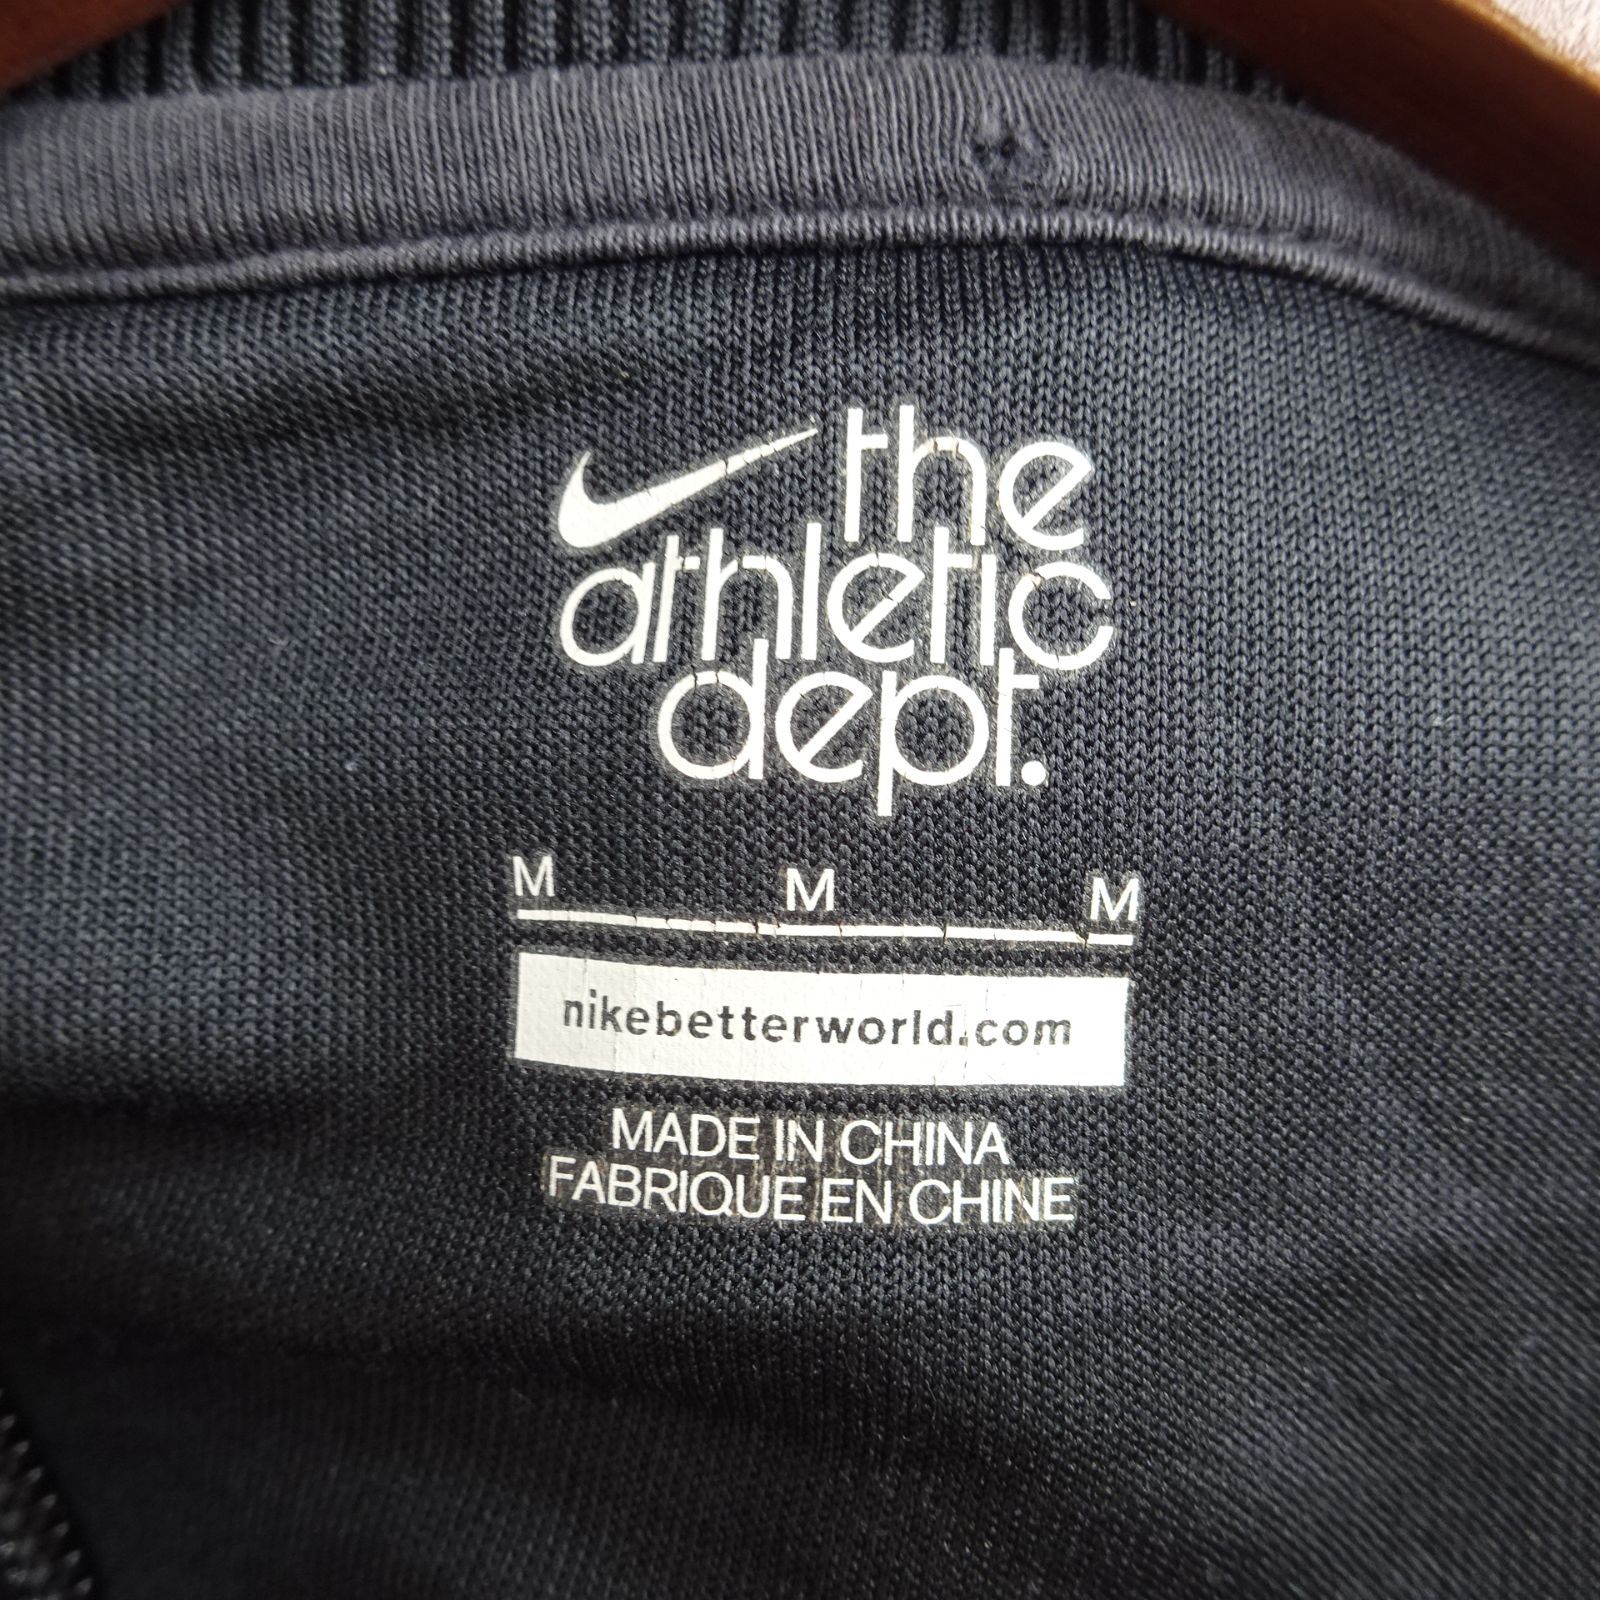 the
athletic
dept.
M M M
nikebetterworld.com
MADE IN CHINA
FABRIQUE EN CHINE